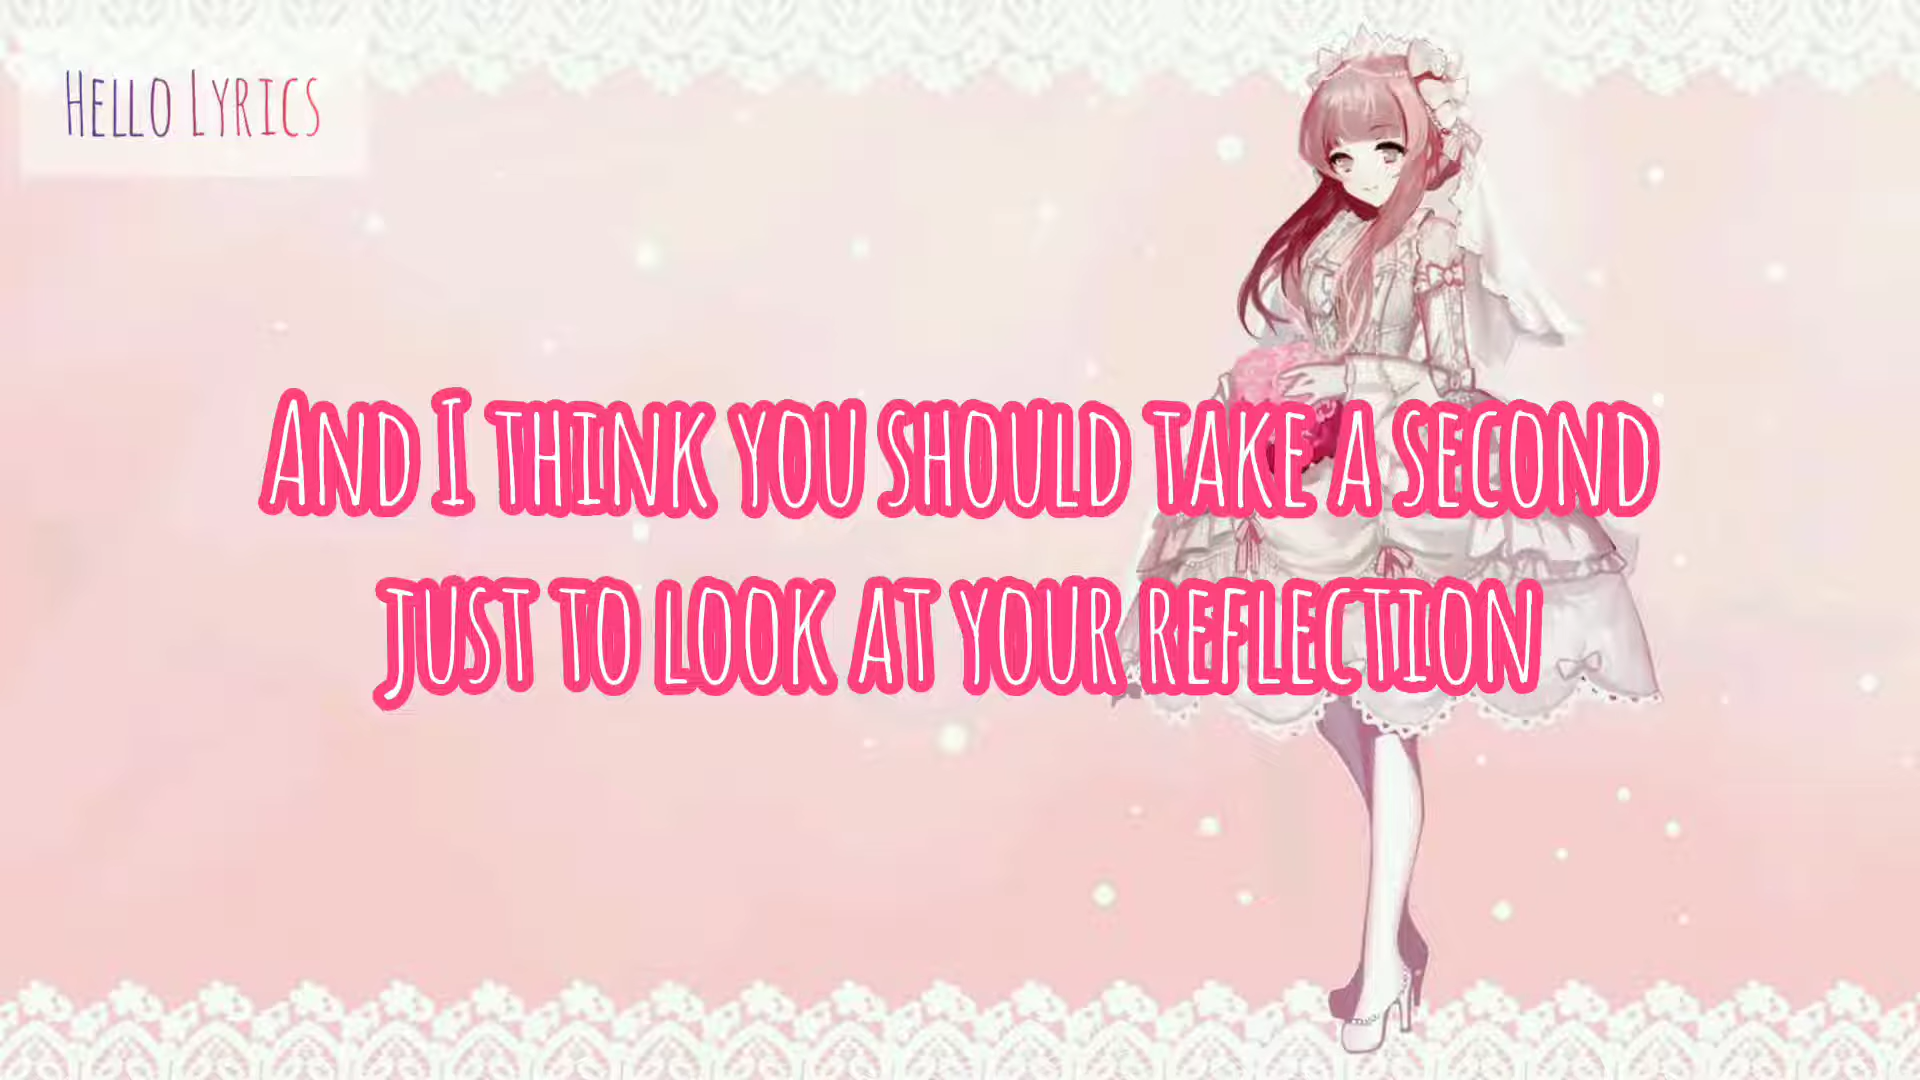 Hello Lyrics
And I think you should take a second
just to look at your reflection